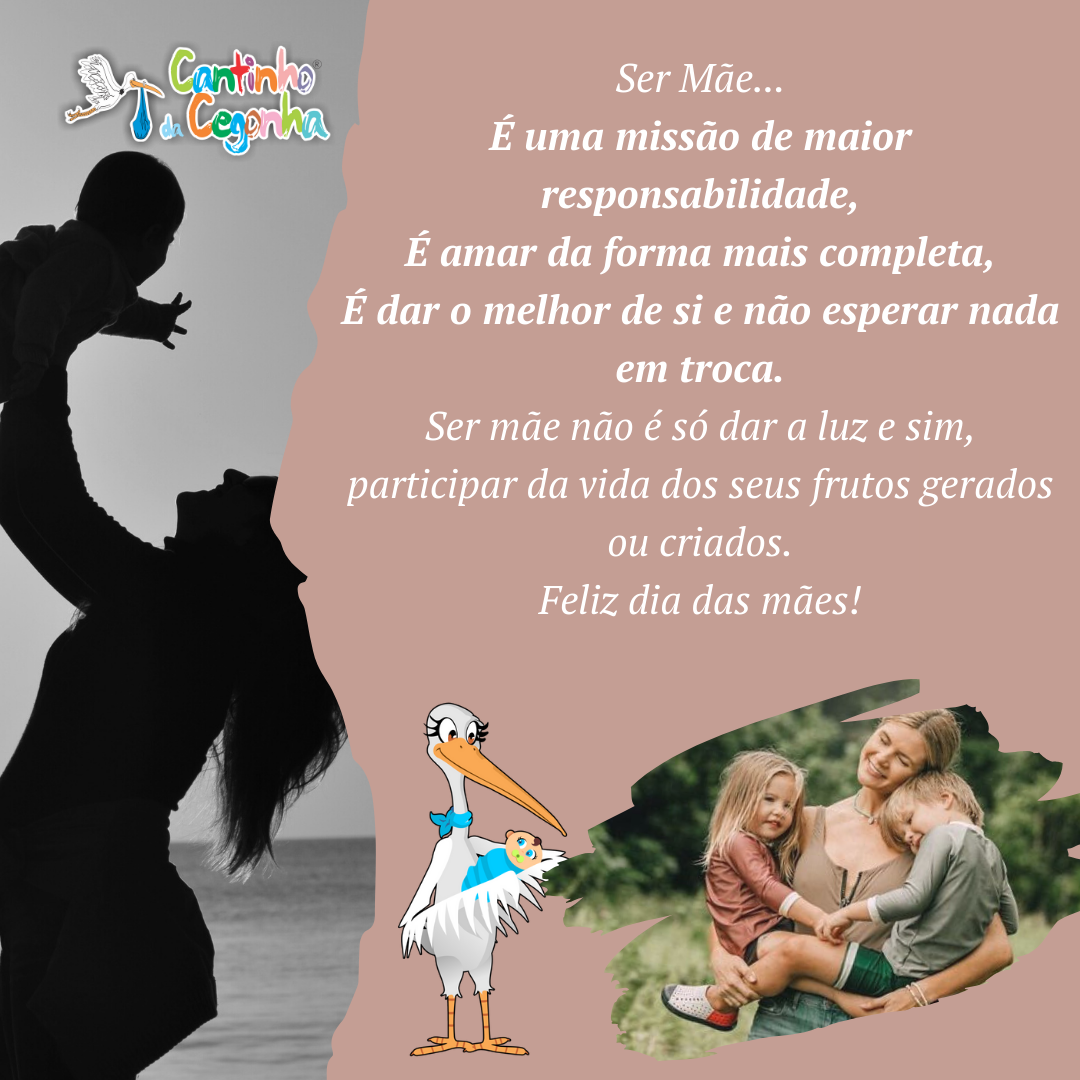 Cantinho®
da Cegonha
Ser Mãe...
É uma missão de maior
responsabilidade,
É amar da forma mais completa,
É dar o melhor de si e não esperar nada
em troca.
Ser mãe não é só dar a luz e sim,
participar da vida dos seus frutos gerados
ou criados.
Feliz dia das mães!